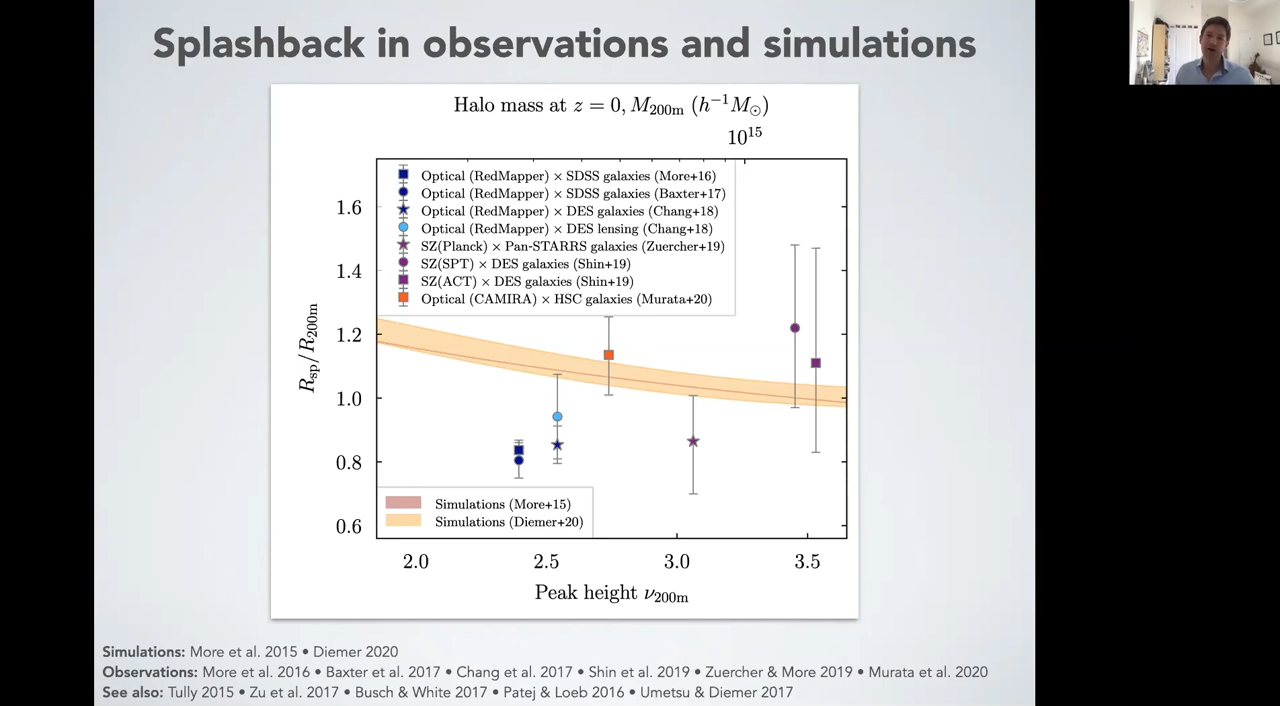 Splashback in observations and simulations
Halo mass at z = 0, M200m (h⁻¹M⊙)
10¹⁵
Optical (RedMapper) × SDSS galaxies (More+16)
Optical (RedMapper) × SDSS galaxies (Baxter+17)
Optical (RedMapper) × DES galaxies (Chang+18)
Optical (RedMapper) × DES lensing (Chang+18)
SZ(Planck) × Pan-STARRS galaxies (Zuercher+19)
SZ(SPT) × DES galaxies (Shin+19)
SZ(ACT) × DES galaxies (Shin+19)
Optical (CAMIRA) × HSC galaxies (Murata+20)
1.6
1.4
1.2
1.0
0.8
0.6
Rsp/R200m
Simulations (More+15)
Simulations (Diemer+20)
2.0 2.5 3.0 3.5
Peak height ν200m
Simulations: More et al. 2015 • Diemer 2020
Observations: More et al. 2016 • Baxter et al. 2017 • Chang et al. 2017 • Shin et al. 2019 • Zuercher & More 2019 • Murata et al. 2020
See also: Tully 2015 • Zu et al. 2017 • Busch & White 2017 • Patej & Loeb 2016 • Umetsu & Diemer 2017